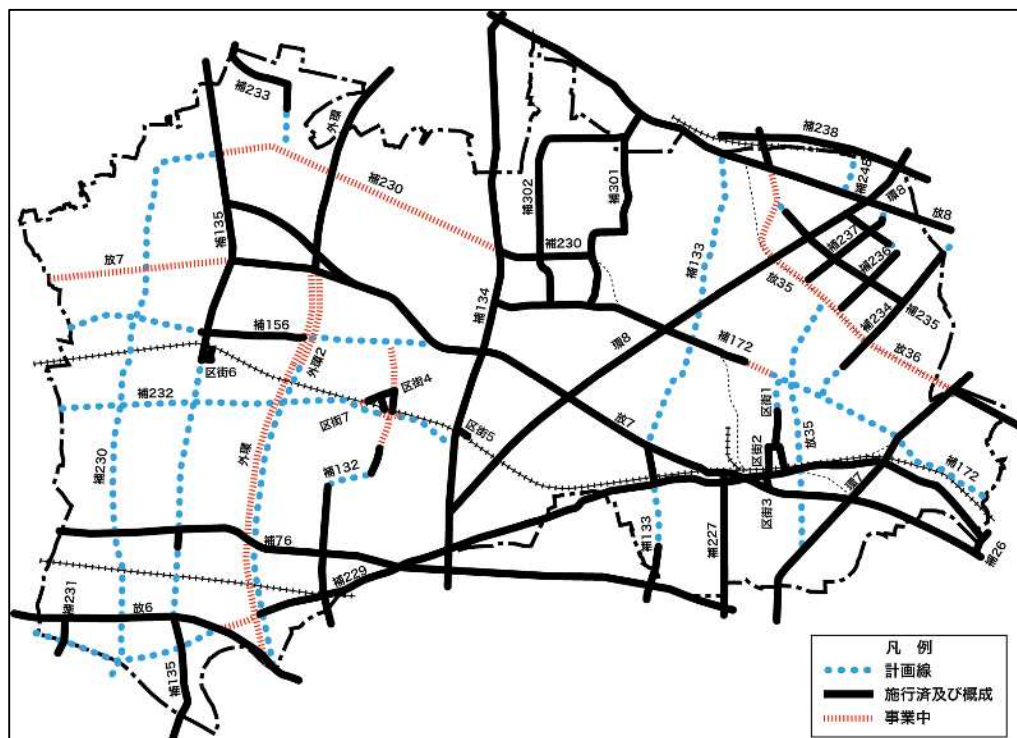 補233
外環
補238
補248
環8
補230
補302
補301
放8
補135
補237
補236
放7
補230
補133
放35
補234
補235
補134
補156
外環2
環8
補172
放36
区街6
区街4
補232
区街7
区街1
区街5
放7
放35
外環
補230
区街2
補132
補172
環7
区街3
補76
補133
補227
補26
補229
補231
放6
補135
凡 例
計画線
施行済及び概成
事業中